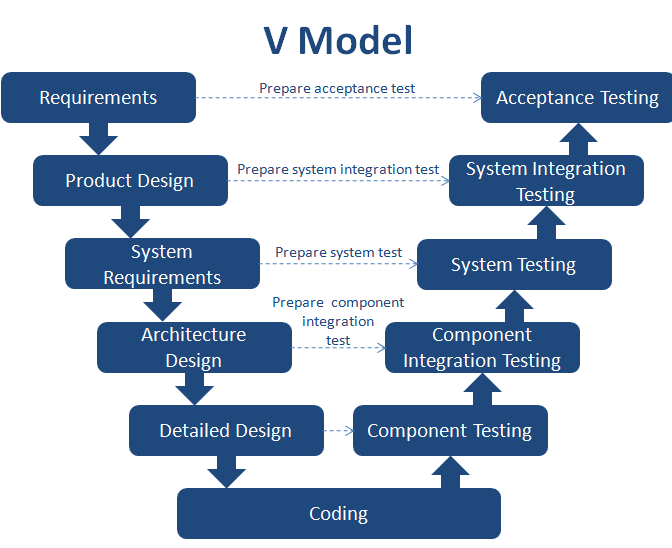 V Model
Requirements
Prepare acceptance test
Acceptance Testing
Product Design
Prepare system integration test
System Integration
Testing
System
Requirements
Prepare system test
System Testing
Architecture
Design
Prepare component
integration
test
Component
Integration Testing
Detailed Design
Component Testing
Coding